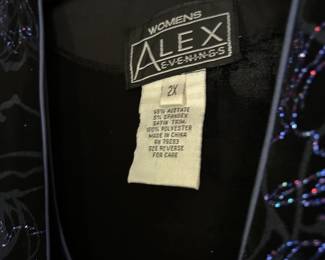 WOMENS
ALEX
EVENINGS
2X
95% ACETATE
5% SPANDEX
SATIN TRIM:
100% POLYESTER
MADE IN CHINA
RN 79283
SEE REVERSE
FOR CARE